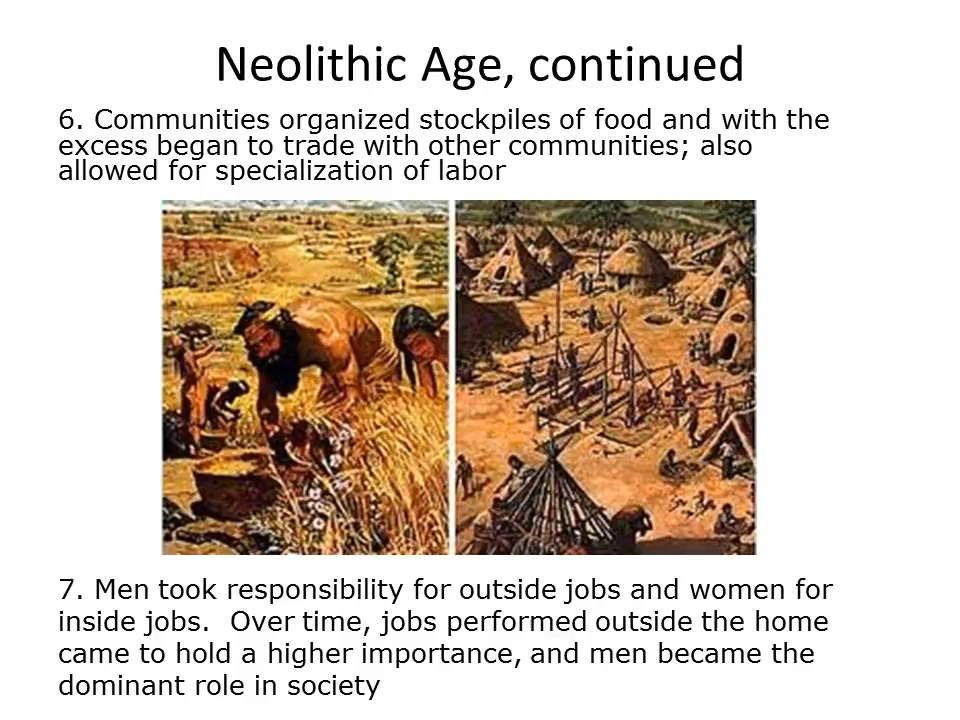 Neolithic Age, continued
6. Communities organized stockpiles of food and with the
excess began to trade with other communities; also
allowed for specialization of labor
7. Men took responsibility for outside jobs and women for
inside jobs.  Over time, jobs performed outside the home
came to hold a higher importance, and men became the
dominant role in society